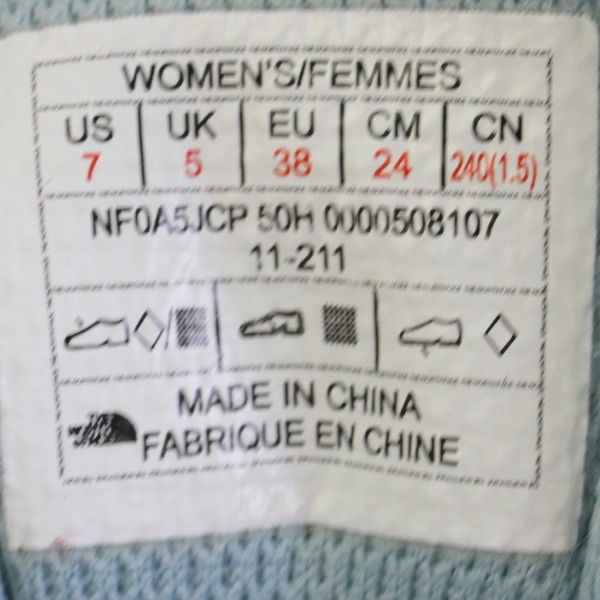 WOMEN'S/FEMMES
US UK EU CM CN
7 5 38 24 240(1.5)
NF0A5JCP 50H 0000508107
11-211
MADE IN CHINA
FABRIQUE EN CHINE